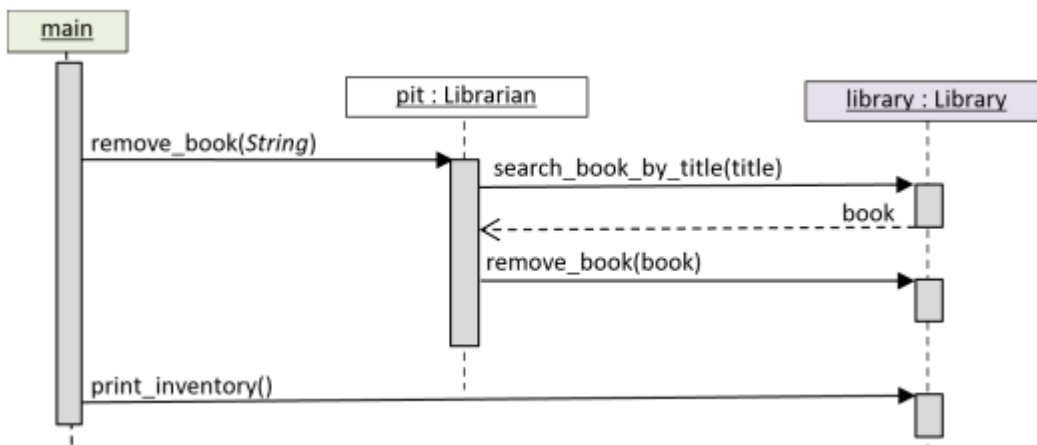 main
pit : Librarian
library : Library
remove_book(String)
search_book_by_title(title)
book
remove_book(book)
print_inventory()